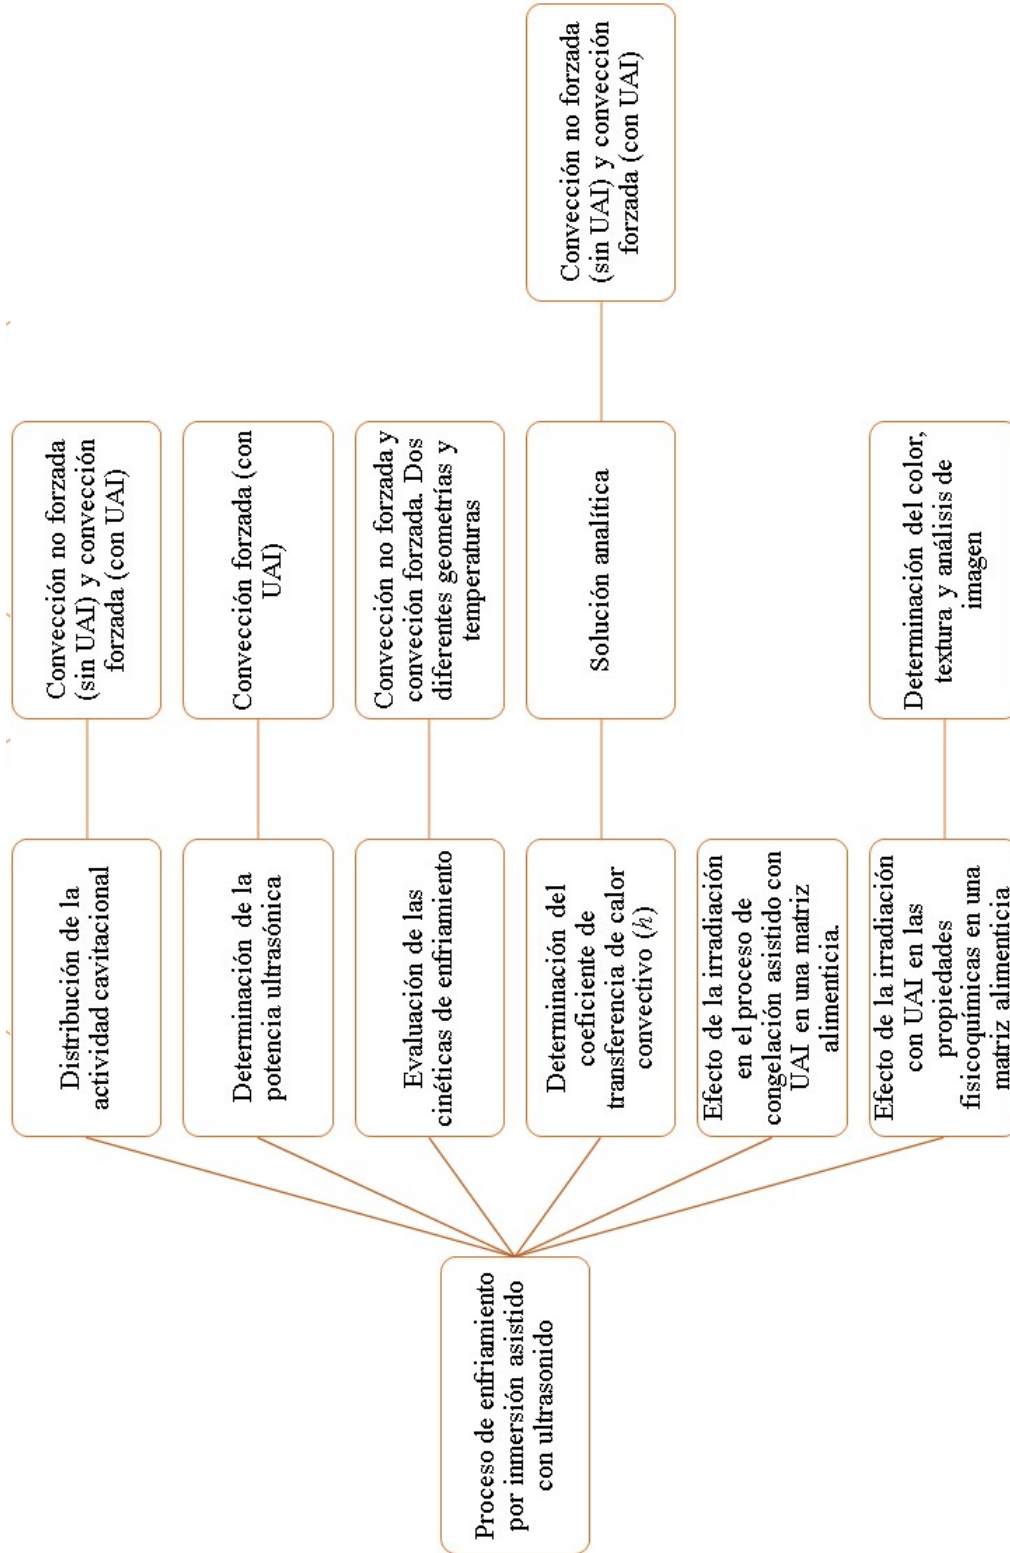 Proceso de enfriamiento
por inmersión asistido
con ultrasonido
Distribución de la
actividad cavitacional
Convección no forzada
(sin UAI) y convección
forzada (con UAI)
Determinación de la
potencia ultrasónica
Convección forzada (con
UAI)
Evaluación de las
cinéticas de enfriamiento
Convección no forzada y
conveción forzada. Dos
diferentes geometrías y
temperaturas
Determinación del
coeficiente de
transferencia de calor
convectivo (h)
Solución analítica
Convección no forzada
(sin UAI) y convección
forzada (con UAI)
Efecto de la irradiación
en el proceso de
congelación asistido con
UAI en una matriz
alimenticia.
Efecto de la irradiación
con UAI en las
propiedades
fisicoquímicas en una
matriz alimenticia
Determinación del color,
textura y análisis de
imagen